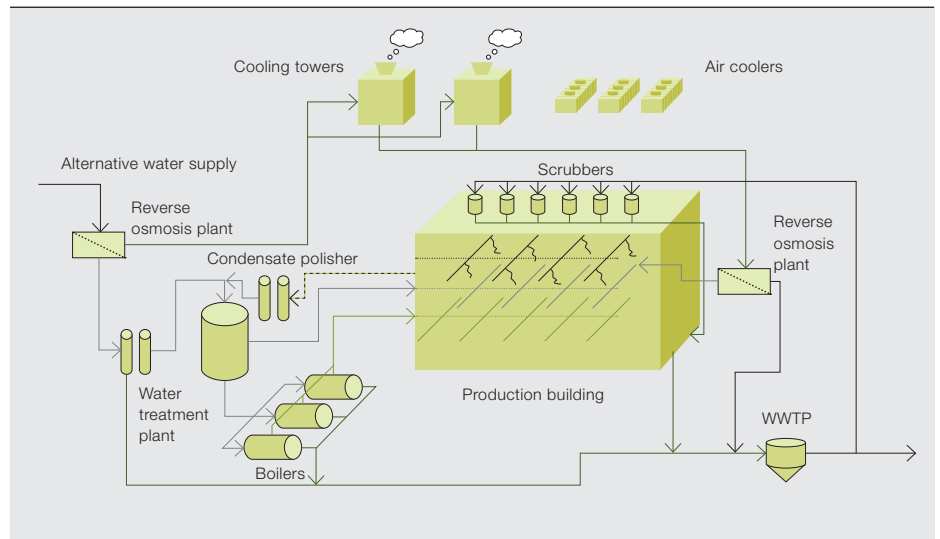 Cooling towers
Air coolers
Alternative water supply
Scrubbers
Reverse
osmosis plant
Reverse
osmosis
plant
Condensate polisher
Water
treatment
plant
Production building
WWTP
Boilers